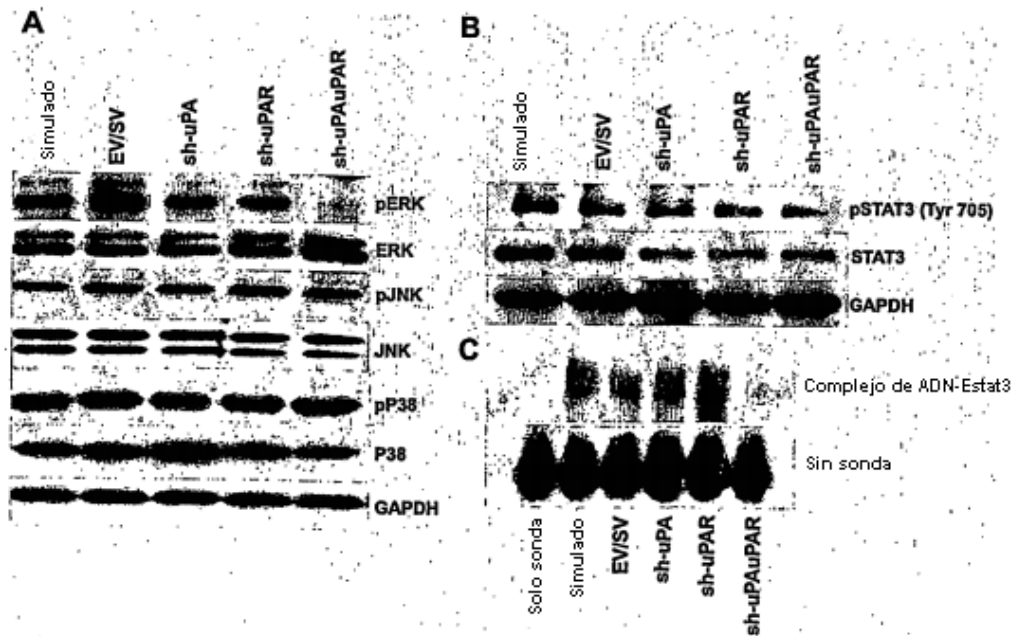 A
Simulado
EV/SV
sh-uPA
sh-uPAR
sh-uPAuPAR
pERK
ERK
pJNK
JNK
pP38
P38
GAPDH
B
Simulado
EV/SV
sh-uPA
sh-uPAR
sh-uPAuPAR
pSTAT3 (Tyr 705)
STAT3
GAPDH
C
Complejo de ADN-Estat3
Sin sonda
Solo sonda
Simulado
EV/SV
sh-uPA
sh-uPAR
sh-uPAuPAR